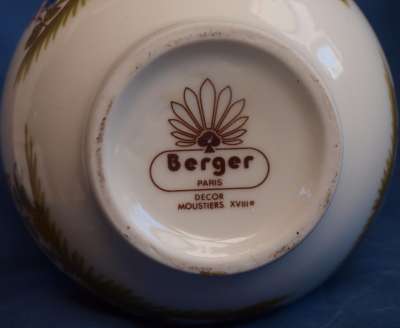 Berger
PARIS
DECOR
MOUSTIERS XVIIIe